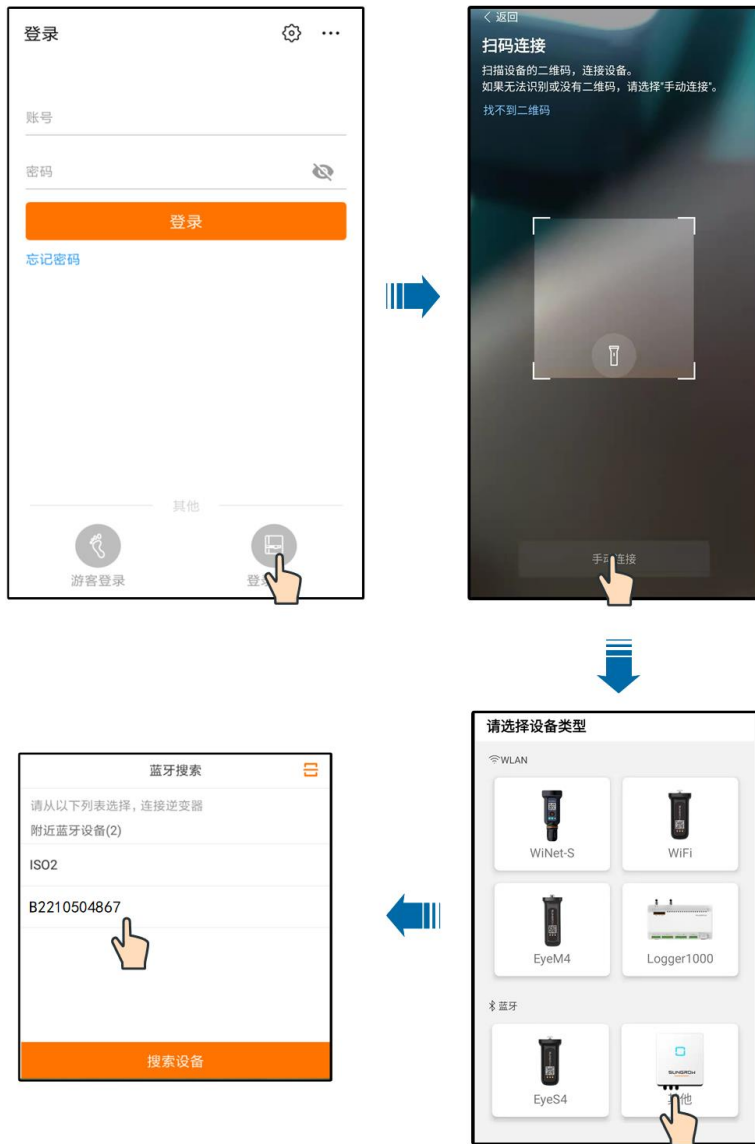 登录
账号
密码
登录
忘记密码
其他
游客登录
登
返回
扫码连接
扫描设备的二维码，连接设备。
如果无法识别或没有二维码，请选择"手动连接"。
找不到二维码
手动连接
请选择设备类型
WLAN
WiNet-S
WiFi
EyeM4
Logger1000
蓝牙
EyeS4
SUNGROW
其他
蓝牙搜索
请从以下列表选择，连接逆变器
附近蓝牙设备(2)
ISO2
B2210504867
搜索设备